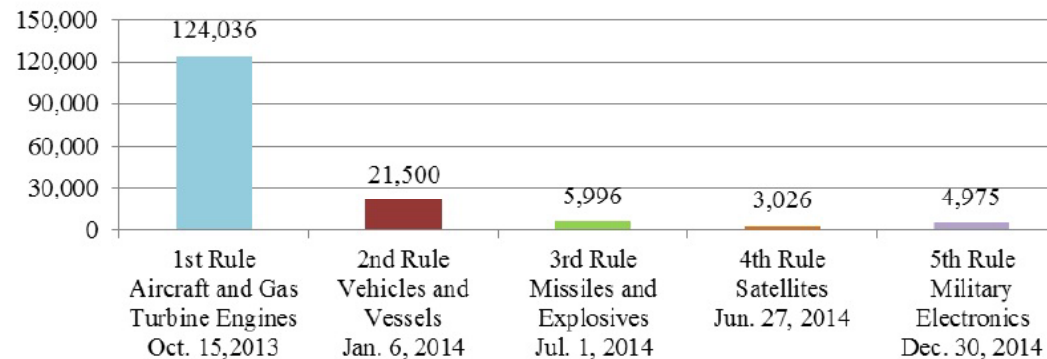 150,000
120,000
90,000
60,000
30,000
0
124,036
21,500
5,996
3,026
4,975
1st Rule
Aircraft and Gas
Turbine Engines
Oct. 15,2013
2nd Rule
Vehicles and
Vessels
Jan. 6, 2014
3rd Rule
Missiles and
Explosives
Jul. 1, 2014
4th Rule
Satellites
Jun. 27, 2014
5th Rule
Military
Electronics
Dec. 30, 2014